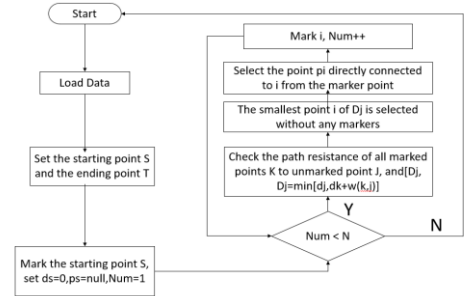 Start
Load Data
Set the starting point S
and the ending point T
Mark the starting point S,
set ds=0,ps=null,Num=1
Num < N
Y
N
Check the path resistance of all marked
points K to unmarked point J, and[Dj,
Dj=min[dj,dk+w(k,j)]
The smallest point i of Dj is selected
without any markers
Select the point pi directly connected
to i from the marker point
Mark i, Num++